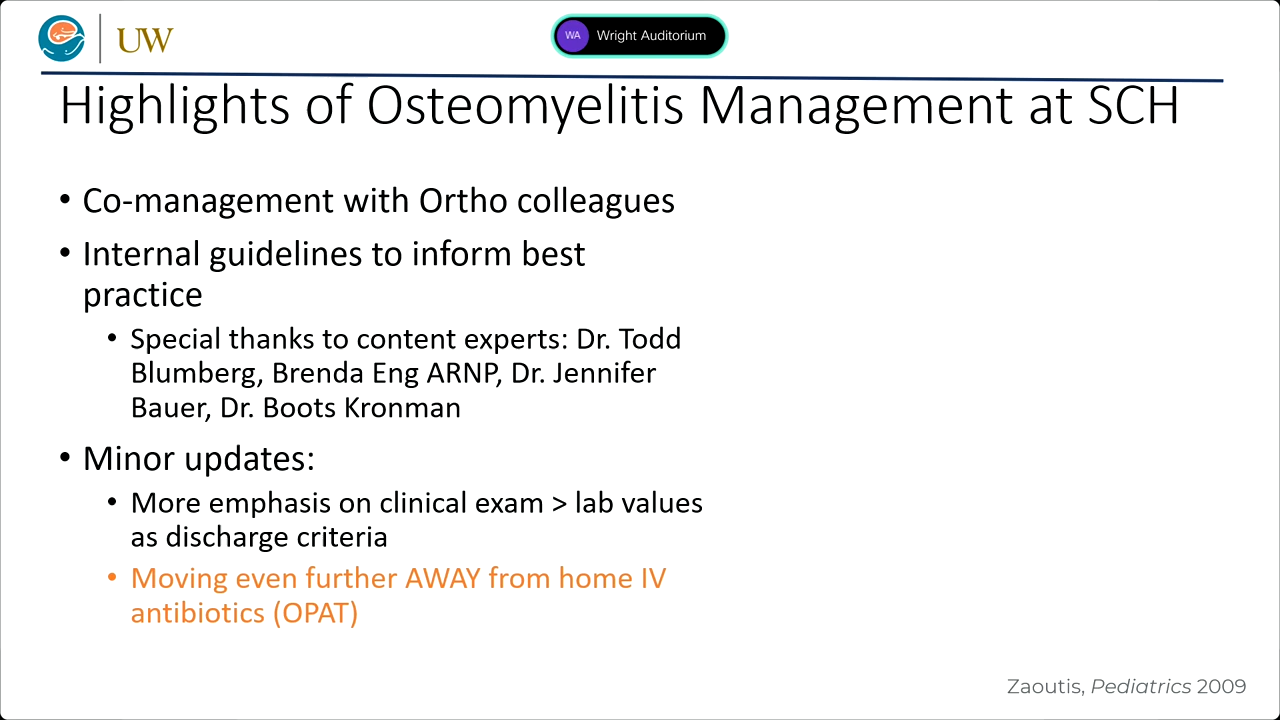 UW
WA Wright Auditorium
Highlights of Osteomyelitis Management at SCH
• Co-management with Ortho colleagues
• Internal guidelines to inform best
practice
• Special thanks to content experts: Dr. Todd
Blumberg, Brenda Eng ARNP, Dr. Jennifer
Bauer, Dr. Boots Kronman
• Minor updates:
• More emphasis on clinical exam > lab values
as discharge criteria
• Moving even further AWAY from home IV
antibiotics (OPAT)
Zaoutis, Pediatrics 2009